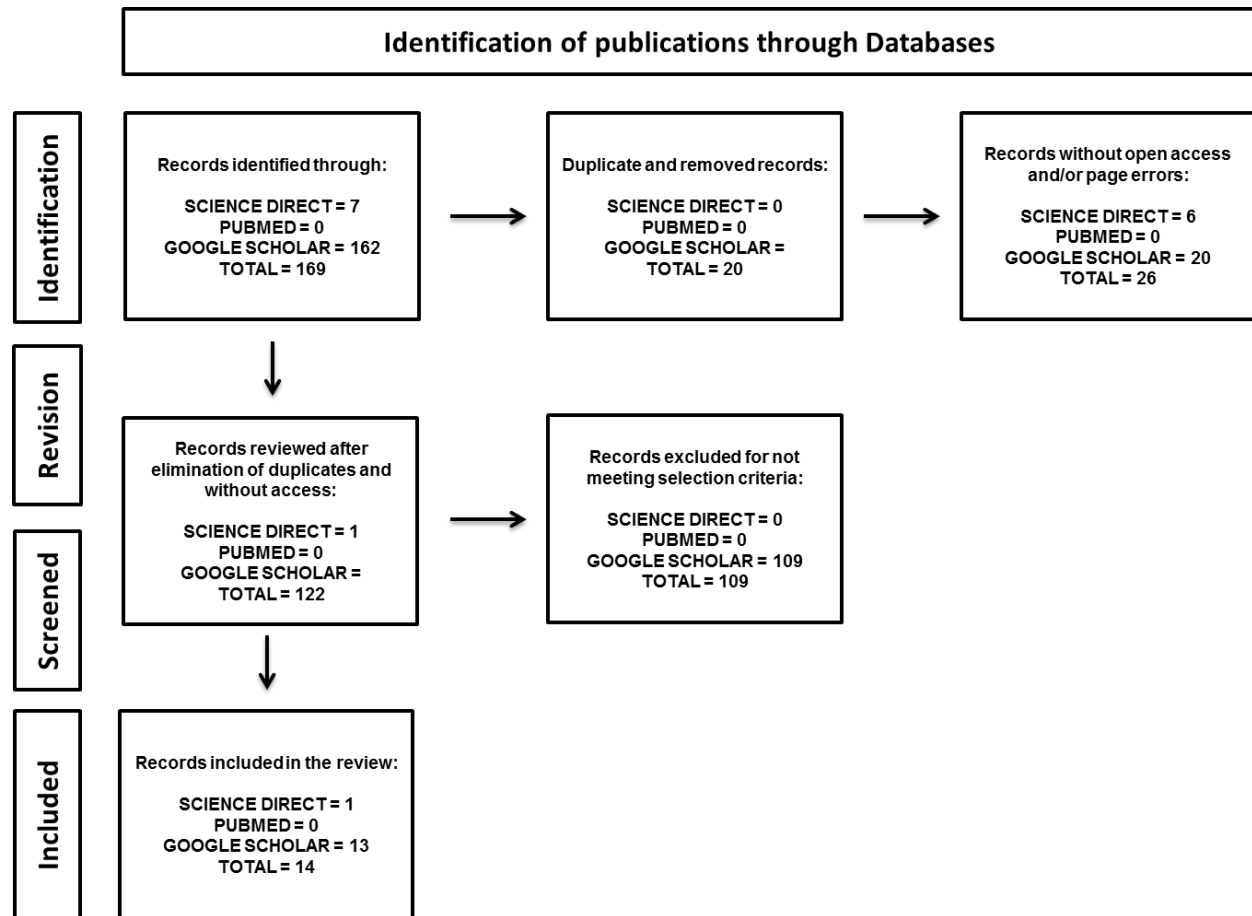 Identification of publications through Databases
Identification
Records identified through:
SCIENCE DIRECT = 7
PUBMED = 0
GOOGLE SCHOLAR = 162
TOTAL = 169
Duplicate and removed records:
SCIENCE DIRECT = 0
PUBMED = 0
GOOGLE SCHOLAR =
TOTAL = 20
Records without open access
and/or page errors:
SCIENCE DIRECT = 6
PUBMED = 0
GOOGLE SCHOLAR = 20
TOTAL = 26
Revision
Records reviewed after
elimination of duplicates and
without access:
SCIENCE DIRECT = 1
PUBMED = 0
GOOGLE SCHOLAR =
TOTAL = 122
Records excluded for not
meeting selection criteria:
SCIENCE DIRECT = 0
PUBMED = 0
GOOGLE SCHOLAR = 109
TOTAL = 109
Screened
Included
Records included in the review:
SCIENCE DIRECT = 1
PUBMED = 0
GOOGLE SCHOLAR = 13
TOTAL = 14